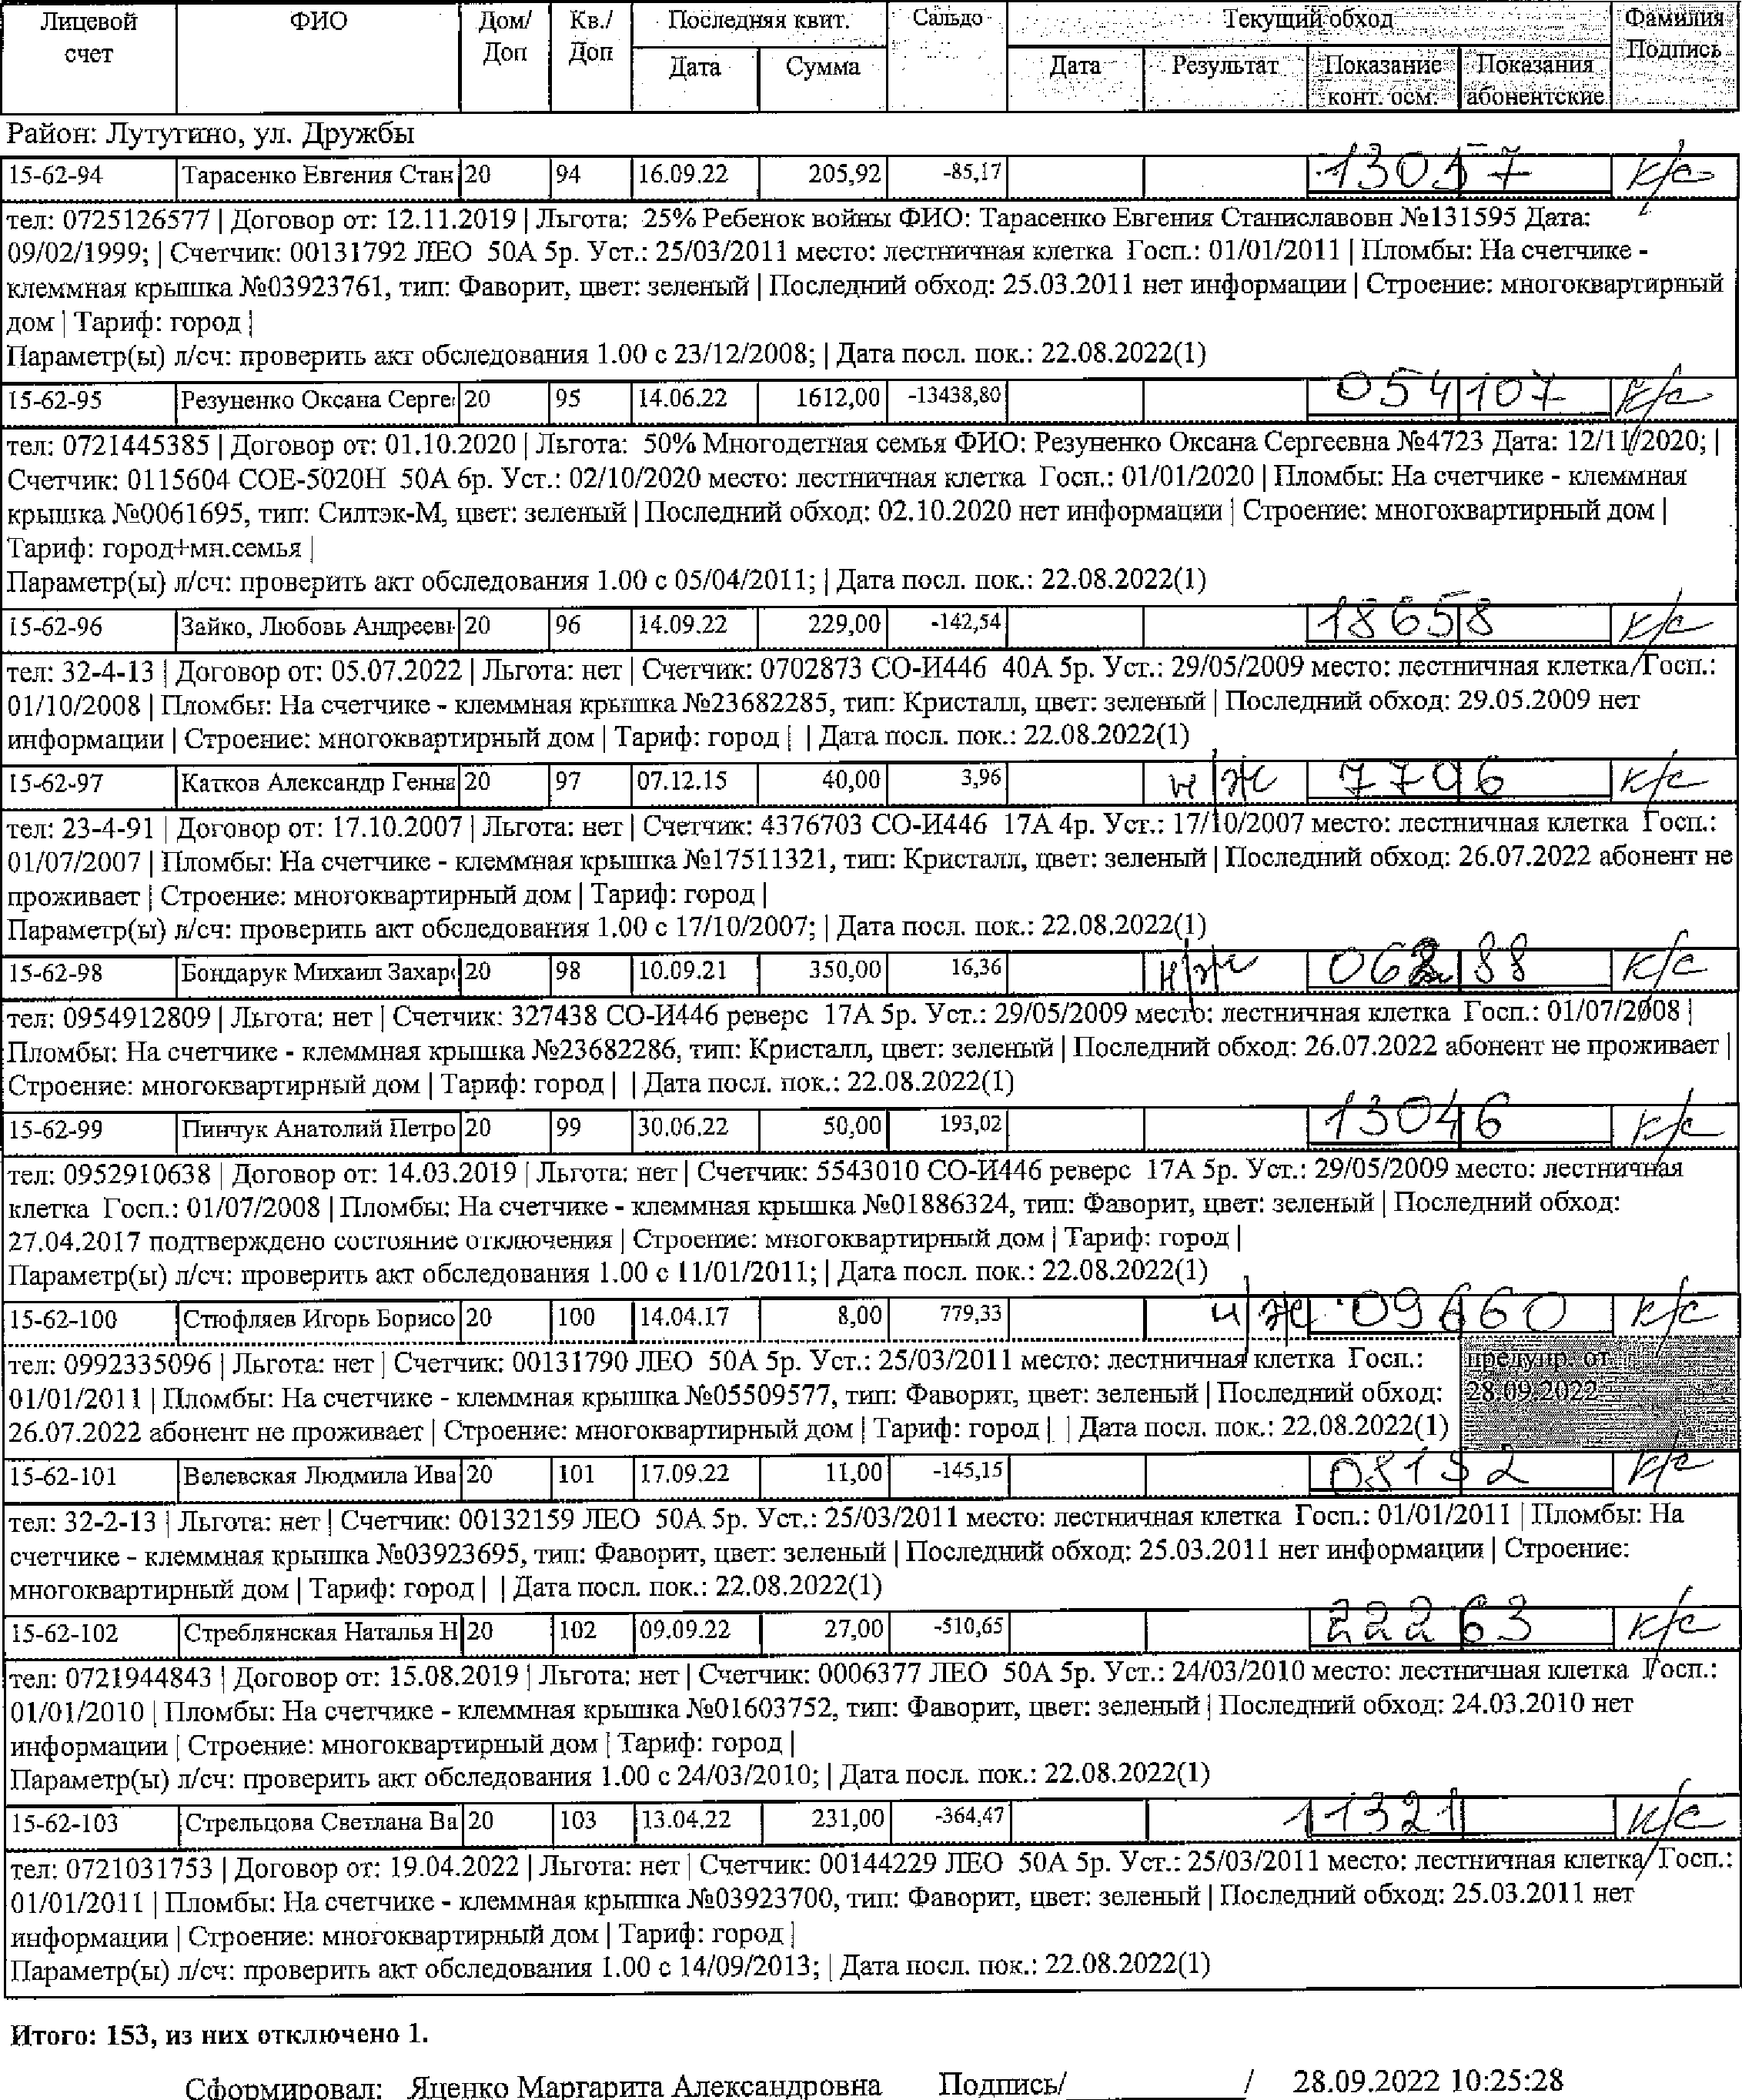 Лицевой счет ФИО Дом/ Доп Кв./ Доп Последняя квит. Дата Сумма Сальдо Текущий обход Дата Результат Показание конт. осм. Показания абонентские Фамилия Подпись
Район: Лутугино, ул. Дружбы
15-62-94 Тарасенко Евгения Стан 20 94 16.09.22 205,92 -85,17 к/с
тел: 0725126577 | Договор от: 12.11.2019 | Льгота: 25% Ребенок войны ФИО: Тарасенко Евгения Станиславовн №131595 Дата:
09/02/1999; | Счетчик: 00131792 ЛЕО 50А 5р. Уст.: 25/03/2011 место: лестничная клетка Госп.: 01/01/2011 | Пломбы: На счетчике -
клеммная крышка №03923761, тип: Фаворит, цвет: зеленый | Последний обход: 25.03.2011 нет информации | Строение: многоквартирный
дом | Тариф: город |
Параметр(ы) л/сч: проверить акт обследования 1.00 с 23/12/2008; | Дата посл. пок.: 22.08.2022(1)
15-62-95 Резуненко Оксана Серге 20 95 14.06.22 1612,00 -13438,80 054107 к/с
тел: 0721445385 | Договор от: 01.10.2020 | Льгота: 50% Многодетная семья ФИО: Резуненко Оксана Сергеевна №4723 Дата: 12/11/2020; |
Счетчик: 0115604 СОЕ-5020Н 50А 6р. Уст.: 02/10/2020 место: лестничная клетка Госп.: 01/01/2020 | Пломбы: На счетчике - клеммная
крышка №0061695, тип: Силтэк-М, цвет: зеленый | Последний обход: 02.10.2020 нет информации | Строение: многоквартирный дом |
Тариф: город+мн.семья |
Параметр(ы) л/сч: проверить акт обследования 1.00 с 05/04/2011; | Дата посл. пок.: 22.08.2022(1)
15-62-96 Зайко, Любовь Андреевн 20 96 14.09.22 229,00 -142,54 18658 к/с
тел: 32-4-13 | Договор от: 05.07.2022 | Льгота: нет | Счетчик: 0702873 СО-И446 40А 5р. Уст.: 29/05/2009 место: лестничная клетка Госп.:
01/10/2008 | Пломбы: На счетчике - клеммная крышка №23682285, тип: Кристалл, цвет: зеленый | Последний обход: 29.05.2009 нет
информации | Строение: многоквартирный дом | Тариф: город | | Дата посл. пок.: 22.08.2022(1)
15-62-97 Катков Александр Генна 20 97 07.12.15 40,00 3,96 н/ж 7706 к/с
тел: 23-4-91 | Договор от: 17.10.2007 | Льгота: нет | Счетчик: 4376703 СО-И446 17А 4р. Уст.: 17/10/2007 место: лестничная клетка Госп.:
01/07/2007 | Пломбы: На счетчике - клеммная крышка №17511321, тип: Кристалл, цвет: зеленый | Последний обход: 26.07.2022 абонент не
проживает | Строение: многоквартирный дом | Тариф: город |
Параметр(ы) л/сч: проверить акт обследования 1.00 с 17/10/2007; | Дата посл. пок.: 22.08.2022(1)
15-62-98 Бондарук Михаил Захар 20 98 10.09.21 350,00 16,36 н/ж к/с
тел: 0954912809 | Льгота: нет | Счетчик: 327438 СО-И446 реверс 17А 5р. Уст.: 29/05/2009 место: лестничная клетка Госп.: 01/07/2008 |
Пломбы: На счетчике - клеммная крышка №23682286, тип: Кристалл, цвет: зеленый | Последний обход: 26.07.2022 абонент не проживает |
Строение: многоквартирный дом | Тариф: город | | Дата посл. пок.: 22.08.2022(1)
15-62-99 Пинчук Анатолий Петро 20 99 30.06.22 50,00 193,02 13046 к/с
тел: 0952910638 | Договор от: 14.03.2019 | Льгота: нет | Счетчик: 5543010 СО-И446 реверс 17А 5р. Уст.: 29/05/2009 место: лестничная
клетка Госп.: 01/07/2008 | Пломбы: На счетчике - клеммная крышка №01886324, тип: Фаворит, цвет: зеленый | Последний обход:
27.04.2017 подтверждено состояние отключения | Строение: многоквартирный дом | Тариф: город |
Параметр(ы) л/сч: проверить акт обследования 1.00 с 11/01/2011; | Дата посл. пок.: 22.08.2022(1)
15-62-100 Стюфляев Игорь Борисо 20 100 14.04.17 8,00 779,33 н/ж 09660 к/с
тел: 0992335096 | Льгота: нет | Счетчик: 00131790 ЛЕО 50А 5р. Уст.: 25/03/2011 место: лестничная клетка Госп.: предупр. от
01/01/2011 | Пломбы: На счетчике - клеммная крышка №05509577, тип: Фаворит, цвет: зеленый | Последний обход: 28.09.2022
26.07.2022 абонент не проживает | Строение: многоквартирный дом | Тариф: город | | Дата посл. пок.: 22.08.2022(1)
15-62-101 Велевская Людмила Ива 20 101 17.09.22 11,00 -145,15 08132 к/с
тел: 32-2-13 | Льгота: нет | Счетчик: 00132159 ЛЕО 50А 5р. Уст.: 25/03/2011 место: лестничная клетка Госп.: 01/01/2011 | Пломбы: На
счетчике - клеммная крышка №03923695, тип: Фаворит, цвет: зеленый | Последний обход: 25.03.2011 нет информации | Строение:
многоквартирный дом | Тариф: город | | Дата посл. пок.: 22.08.2022(1)
15-62-102 Стреблянская Наталья Н 20 102 09.09.22 27,00 -510,65 22263 к/с
тел: 0721944843 | Договор от: 15.08.2019 | Льгота: нет | Счетчик: 0006377 ЛЕО 50А 5р. Уст.: 24/03/2010 место: лестничная клетка Госп.:
01/01/2010 | Пломбы: На счетчике - клеммная крышка №01603752, тип: Фаворит, цвет: зеленый | Последний обход: 24.03.2010 нет
информации | Строение: многоквартирный дом | Тариф: город |
Параметр(ы) л/сч: проверить акт обследования 1.00 с 24/03/2010; | Дата посл. пок.: 22.08.2022(1)
15-62-103 Стрельцова Светлана Ва 20 103 13.04.22 231,00 -364,47 11321 к/с
тел: 0721031753 | Договор от: 19.04.2022 | Льгота: нет | Счетчик: 00144229 ЛЕО 50А 5р. Уст.: 25/03/2011 место: лестничная клетка Госп.:
01/01/2011 | Пломбы: На счетчике - клеммная крышка №03923700, тип: Фаворит, цвет: зеленый | Последний обход: 25.03.2011 нет
информации | Строение: многоквартирный дом | Тариф: город |
Параметр(ы) л/сч: проверить акт обследования 1.00 с 14/09/2013; | Дата посл. пок.: 22.08.2022(1)
Итого: 153, из них отключено 1.
Сформировал: Яценко Маргарита Александровна Подпись/__________/ 28.09.2022 10:25:28